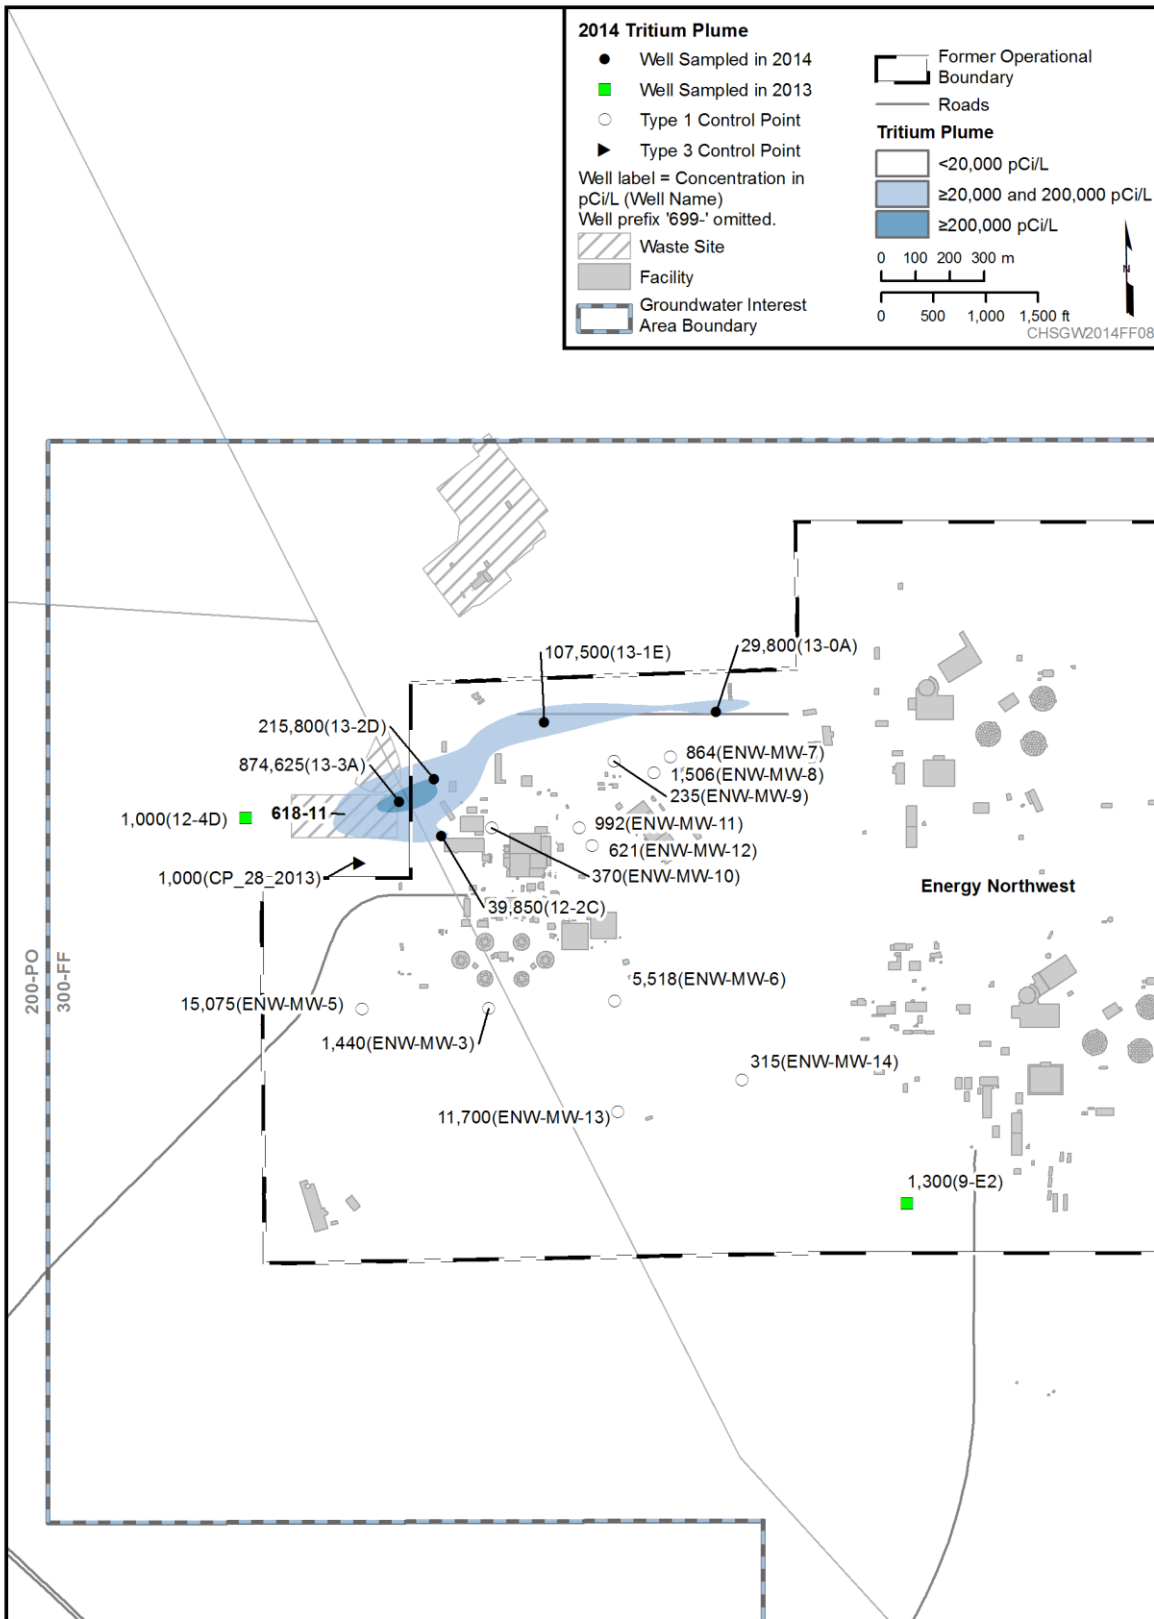 2014 Tritium Plume
Well Sampled in 2014
Well Sampled in 2013
Type 1 Control Point
Type 3 Control Point
Well label = Concentration in
pCi/L (Well Name)
Well prefix '699-' omitted.
Waste Site
Facility
Groundwater Interest
Area Boundary
Former Operational
Boundary
Roads
Tritium Plume
<20,000 pCi/L
≥20,000 and 200,000 pCi/L
≥200,000 pCi/L
0 100 200 300 m
0 500 1,000 1,500 ft
N
CHSGW2014FF08
107,500(13-1E)
29,800(13-0A)
215,800(13-2D)
874,625(13-3A)
618-11
1,000(12-4D)
1,000(CP_28_2013)
864(ENW-MW-7)
1,506(ENW-MW-8)
235(ENW-MW-9)
992(ENW-MW-11)
621(ENW-MW-12)
370(ENW-MW-10)
39,850(12-2C)
Energy Northwest
200-PO
300-FF
5,518(ENW-MW-6)
15,075(ENW-MW-5)
1,440(ENW-MW-3)
315(ENW-MW-14)
11,700(ENW-MW-13)
1,300(9-E2)